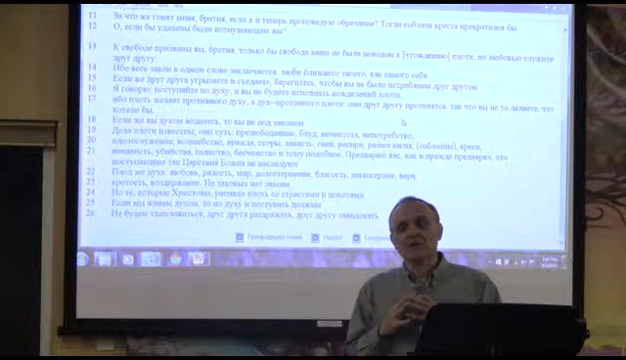 11 За что же гонят меня, братия, если я и теперь проповедую обрезание? Тогда соблазн креста прекратился бы.
12 О, если бы удалены были возмущающие вас!
13 К свободе призваны вы, братия, только бы свобода ваша не была поводом к [угождению] плоти, но любовью служите
друг другу.
14 Ибо весь закон в одном слове заключается: люби ближнего твоего, как самого себя.
15 Если же друг друга угрызаете и съедаете, берегитесь, чтобы вы не были истреблены друг другом.
16 Я говорю: поступайте по духу, и вы не будете исполнять вожделений плоти,
17 ибо плоть желает противного духу, а дух-противного плоти: они друг другу противятся, так что вы не то делаете, что
хотели бы.
18 Если же вы духом водитесь, то вы не под законом.
19 Дела плоти известны; они суть: прелюбодеяние, блуд, нечистота, непотребство,
20 идолослужение, волшебство, вражда, ссоры, зависть, гнев, распри, разногласия, (соблазны), ереси,
21 ненависть, убийства, пьянство, бесчинство и тому подобное. Предваряю вас, как и прежде предварял, что
поступающие так Царствия Божия не наследуют.
22 Плод же духа: любовь, радость, мир, долготерпение, благость, милосердие, вера,
23 кротость, воздержание. На таковых нет закона.
24 Но те, которые Христовы, распяли плоть со страстями и похотями.
25 Если мы живем духом, то по духу и поступать должны.
26 Не будем тщеславиться, друг друга раздражать, друг другу завидовать.